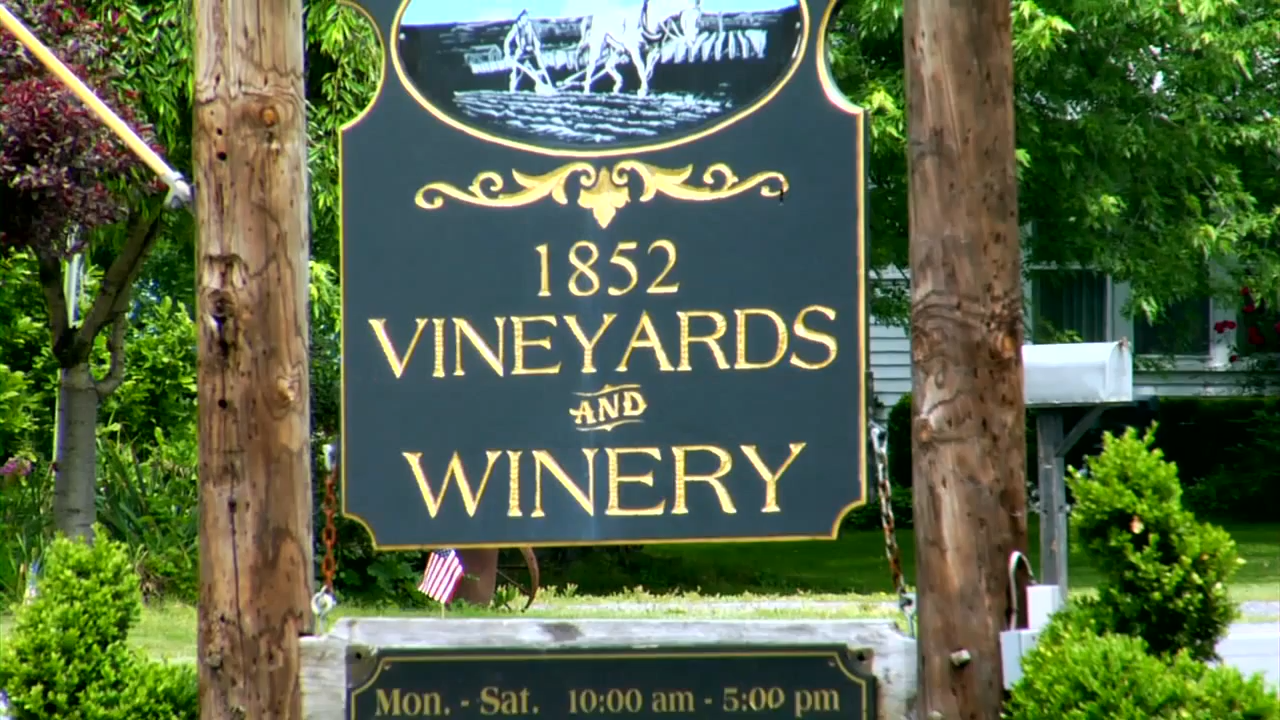 1852
VINEYARDS
AND
WINERY
Mon. - Sat. 10:00 am - 5:00 pm